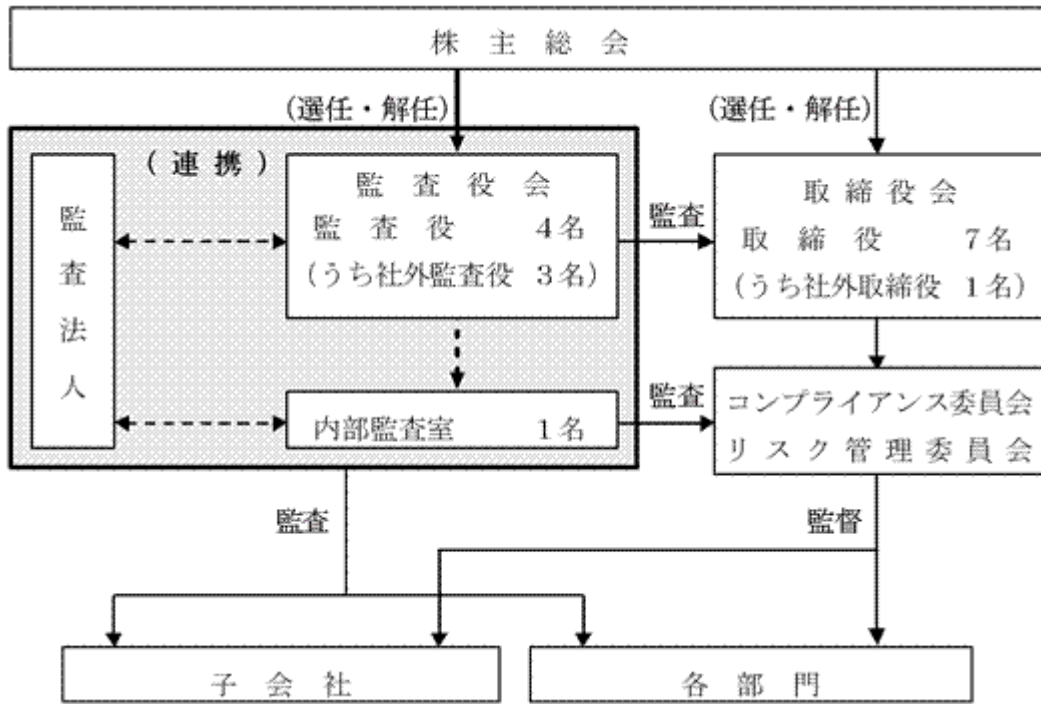 株主総会
(選任・解任)
(選任・解任)
(連携)
監査法人
監査役会
監査役 4名
(うち社外監査役 3名)
監査
取締役会
取締役 7名
(うち社外取締役 1名)
内部監査室 1名
監査
コンプライアンス委員会
リスク管理委員会
監査
監督
子会社
各部門